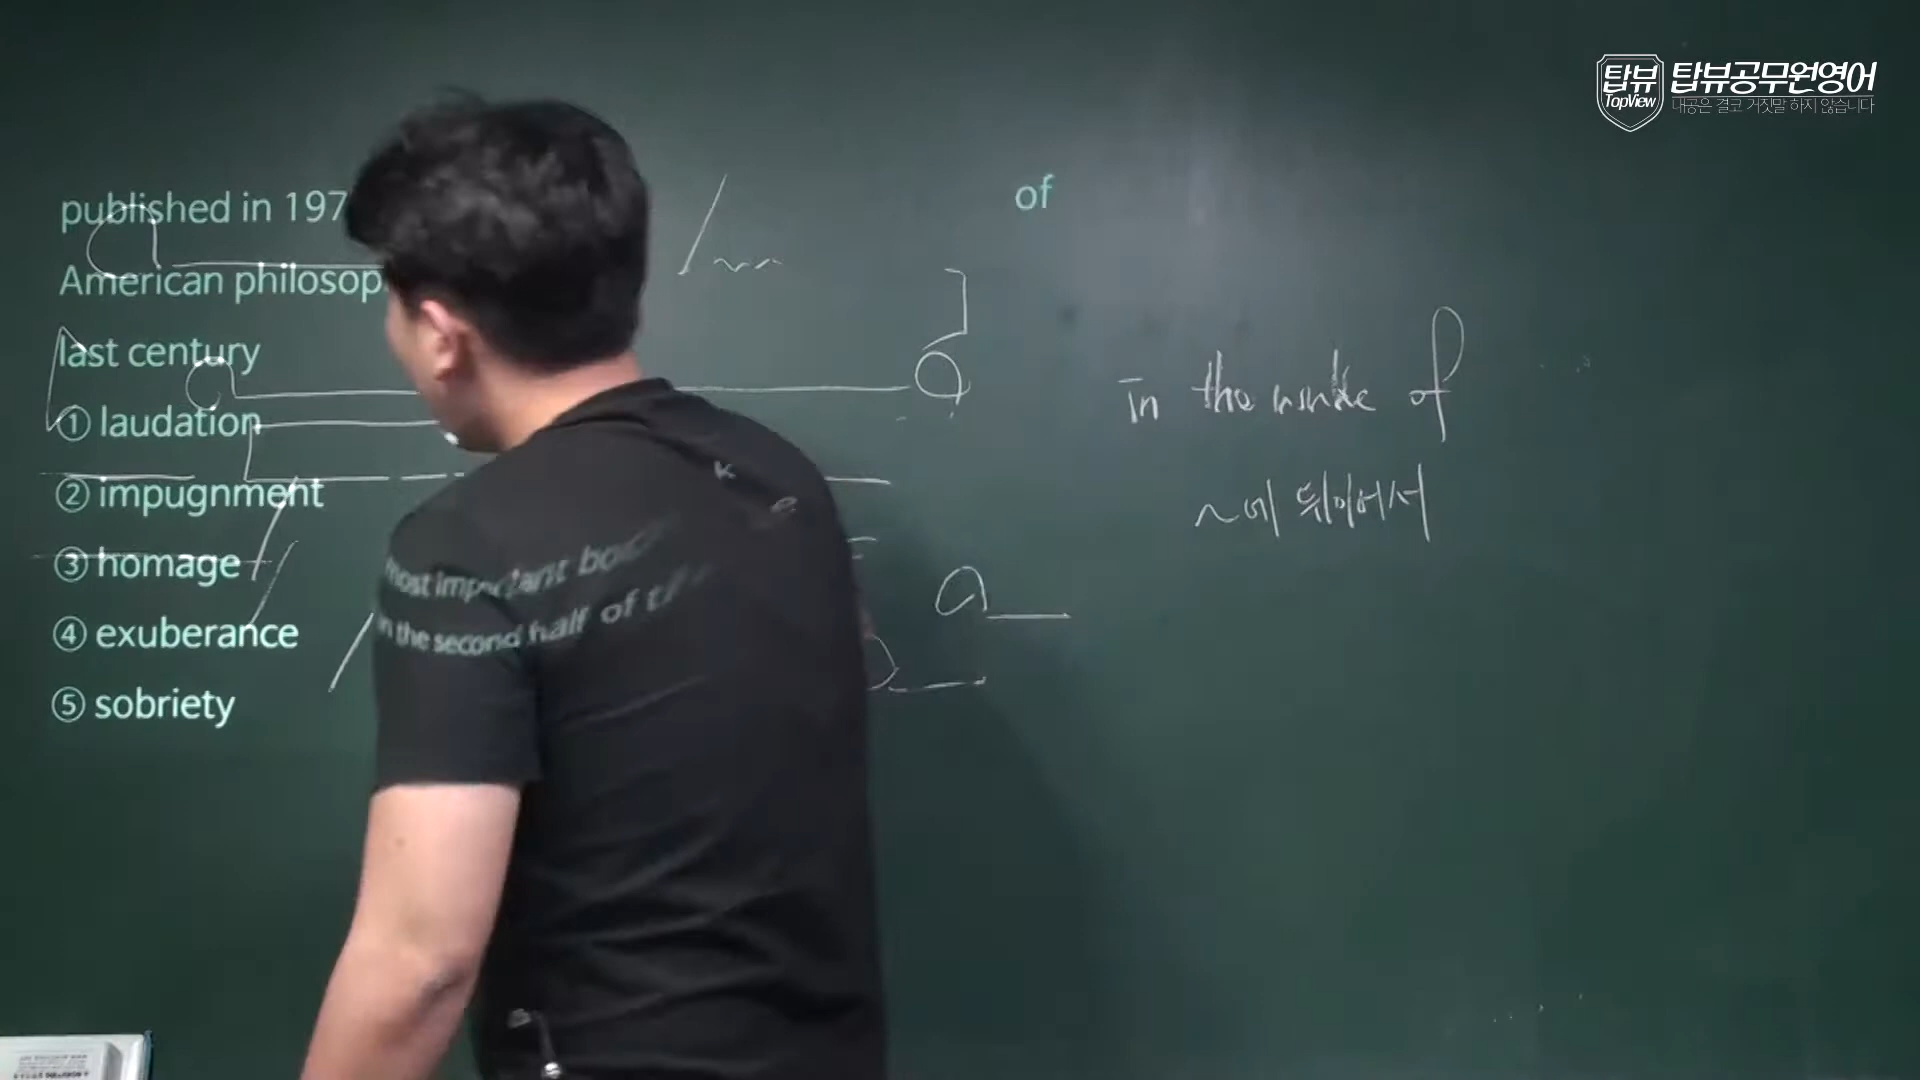 탑뷰
TopView
탑뷰공무원영어
내공은 결코 거짓말 하지 않습니다
published in 197
of
American philosop
last century
① laudation
② impugnment
③ homage
④ exuberance
⑤ sobriety
most important boo
in the second half of
in the of
~에 뒤이어서
a